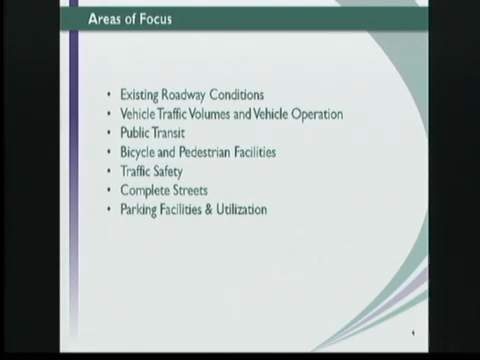 Areas of Focus
• Existing Roadway Conditions
• Vehicle Traffic Volumes and Vehicle Operation
• Public Transit
• Bicycle and Pedestrian Facilities
• Traffic Safety
• Complete Streets
• Parking Facilities & Utilization